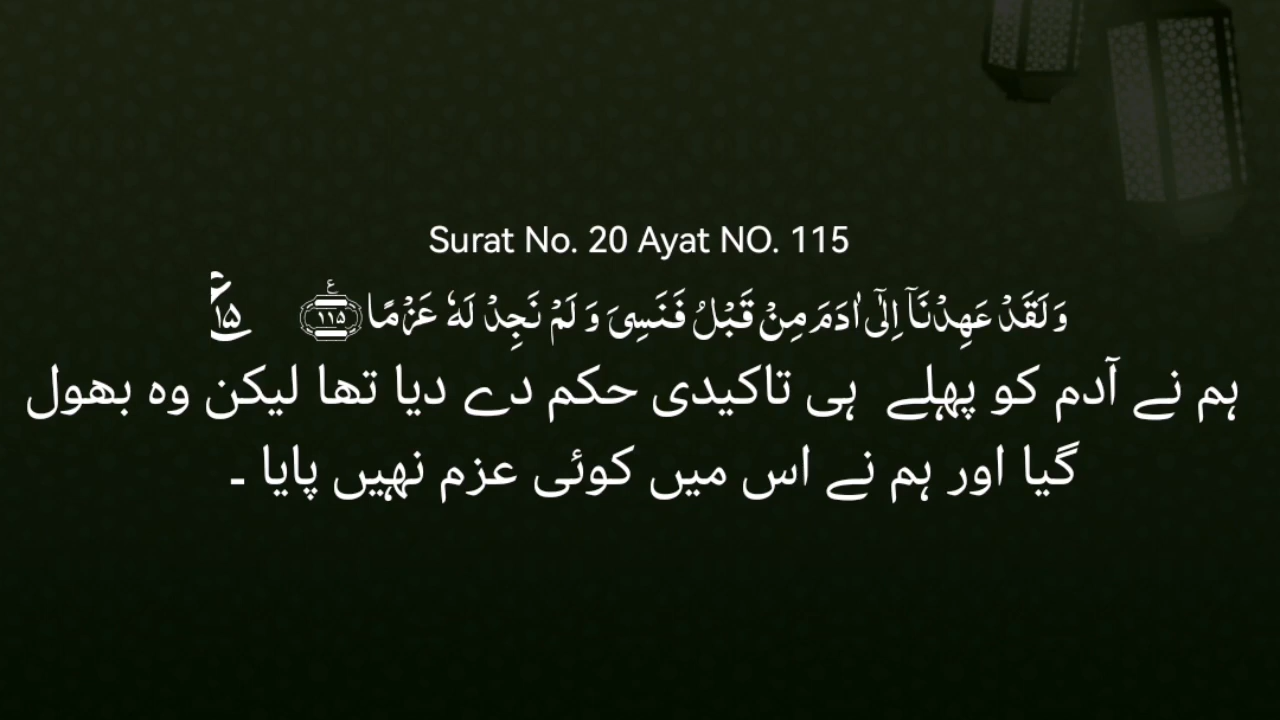 Surat No. 20 Ayat NO. 115
وَلَقَدْ عَهِدْنَآ اِلٰٓى اٰدَمَ مِنْ قَبْلُ فَنَسِىَ وَ لَمْ نَجِدْ لَهٗ عَزْمًا ۝۱۱۵ۧ ۱۵
ہم نے آدم کو پہلے ہی تاکیدی حکم دے دیا تھا لیکن وہ بھول
گیا اور ہم نے اس میں کوئی عزم نہیں پایا ۔